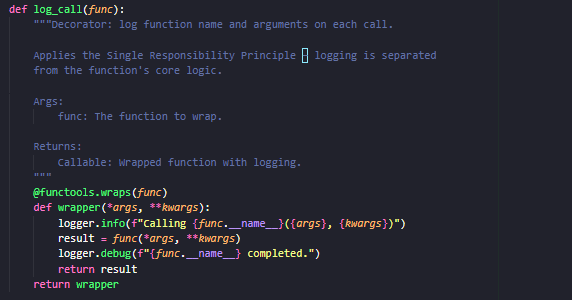 def log_call(func):
    """Decorator: log function name and arguments on each call.

    Applies the Single Responsibility Principle – logging is separated
    from the function's core logic.

    Args:
        func: The function to wrap.

    Returns:
        Callable: Wrapped function with logging.
    """
    @functools.wraps(func)
    def wrapper(*args, **kwargs):
        logger.info(f"Calling {func.__name__}({args}, {kwargs})")
        result = func(*args, **kwargs)
        logger.debug(f"{func.__name__} completed.")
        return result
    return wrapper